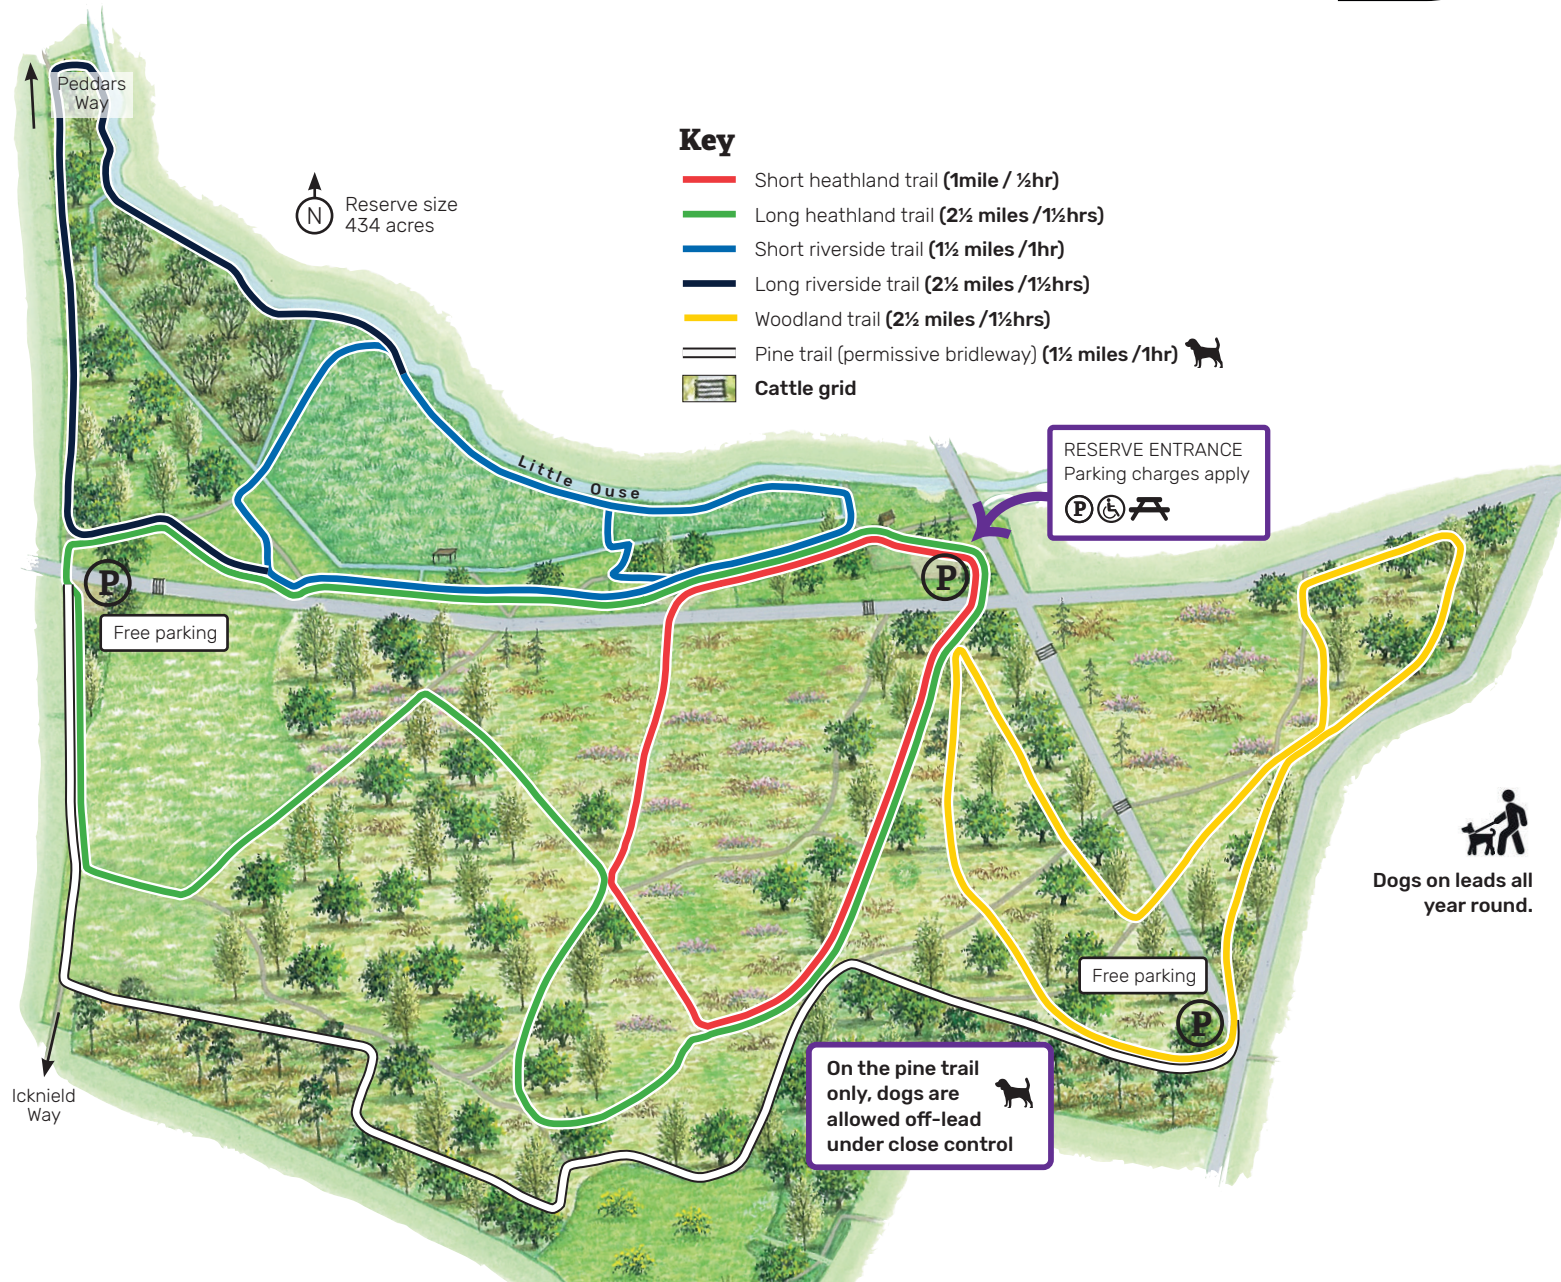 Peddars
Way
N
Reserve size
434 acres
Key
Short heathland trail (1mile / ½hr)
Long heathland trail (2½ miles /1½hrs)
Short riverside trail (1½ miles /1hr)
Long riverside trail (2½ miles /1½hrs)
Woodland trail (2½ miles /1½hrs)
Pine trail (permissive bridleway) (1½ miles /1hr)
Cattle grid
RESERVE ENTRANCE
Parking charges apply
P
Little Ouse
P
P
Free parking
Dogs on leads all
year round.
Free parking
P
On the pine trail
only, dogs are
allowed off-lead
under close control
Icknield
Way